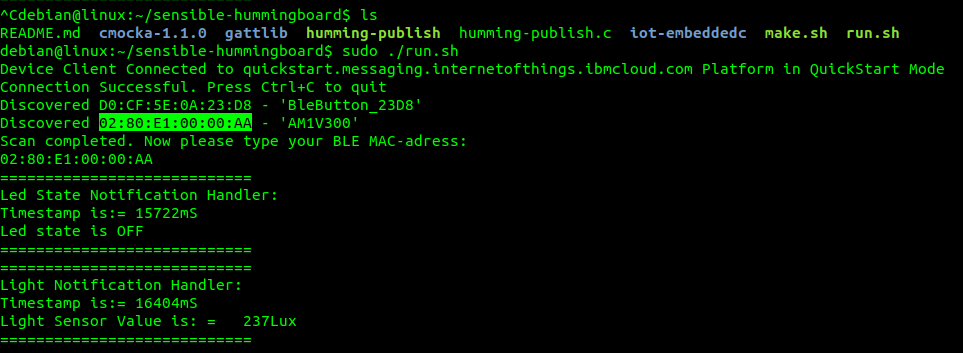 ^Cdebian@linux:~/sensible-hummingboard$ ls
README.md  cmocka-1.1.0  gattlib  humming-publish  humming-publish.c  iot-embeddedc  make.sh  run.sh
debian@linux:~/sensible-hummingboard$ sudo ./run.sh
Device Client Connected to quickstart.messaging.internetofthings.ibmcloud.com Platform in QuickStart Mode
Connection Successful. Press Ctrl+C to quit
Discovered D0:CF:5E:0A:23:D8 - 'BleButton_23D8'
Discovered 02:80:E1:00:00:AA - 'AM1V300'
Scan completed. Now please type your BLE MAC-adress:
02:80:E1:00:00:AA
============================
Led State Notification Handler:
Timestamp is:= 15722mS
Led state is OFF
============================
============================
Light Notification Handler:
Timestamp is:= 16404mS
Light Sensor Value is: =   237Lux
============================